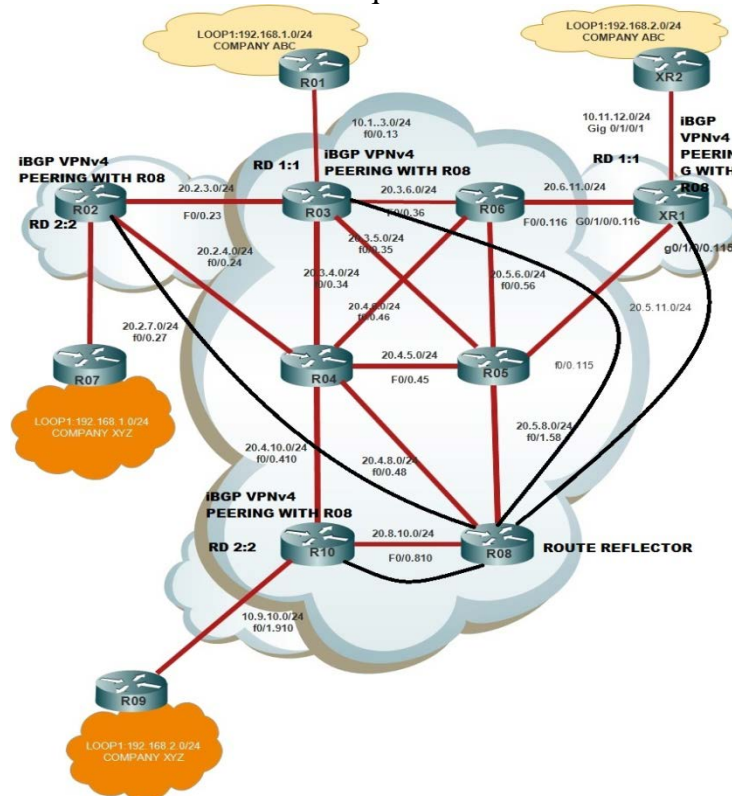 LOOP1:192.168.1.0/24
COMPANY ABC
R01
LOOP1:192.168.2.0/24
COMPANY ABC
XR2
10.1..3.0/24
f0/0.13
10.11.12.0/24
Gig 0/1/0/1
iBGP VPNv4
PEERING WITH R08
R02
RD 1:1
iBGP VPNv4
PEERING WITH R08
R03
RD 1:1
iBGP
VPNv4
PEERIN
G WITH
R08
XR1
20.2.3.0/24
F0/0.23
20.3.6.0/24
F0/0.36
R06
20.6.11.0/24
F0/0.116
G0/1/0/0.116
RD 2:2
20.2.4.0/24
f0/0.24
20.3.5.0/24
f0/0.35
20.3.4.0/24
f0/0.34
f0/0.46
20.5.6.0/24
f0/0.56
20.5.11.0/24
20.2.7.0/24
f0/0.27
R07
LOOP1:192.168.1.0/24
COMPANY XYZ
R04
20.4.5.0/24
F0/0.45
R05
f0/0.115
20.4.10.0/24
f0/0.410
20.4.8.0/24
f0/0.48
20.5.8.0/24
f0/1.58
iBGP VPNv4
PEERING WITH R08
RD 2:2
R10
20.8.10.0/24
F0/0.810
R08
ROUTE REFLECTOR
10.9.10.0/24
f0/1.910
R09
LOOP1:192.168.2.0/24
COMPANY XYZ